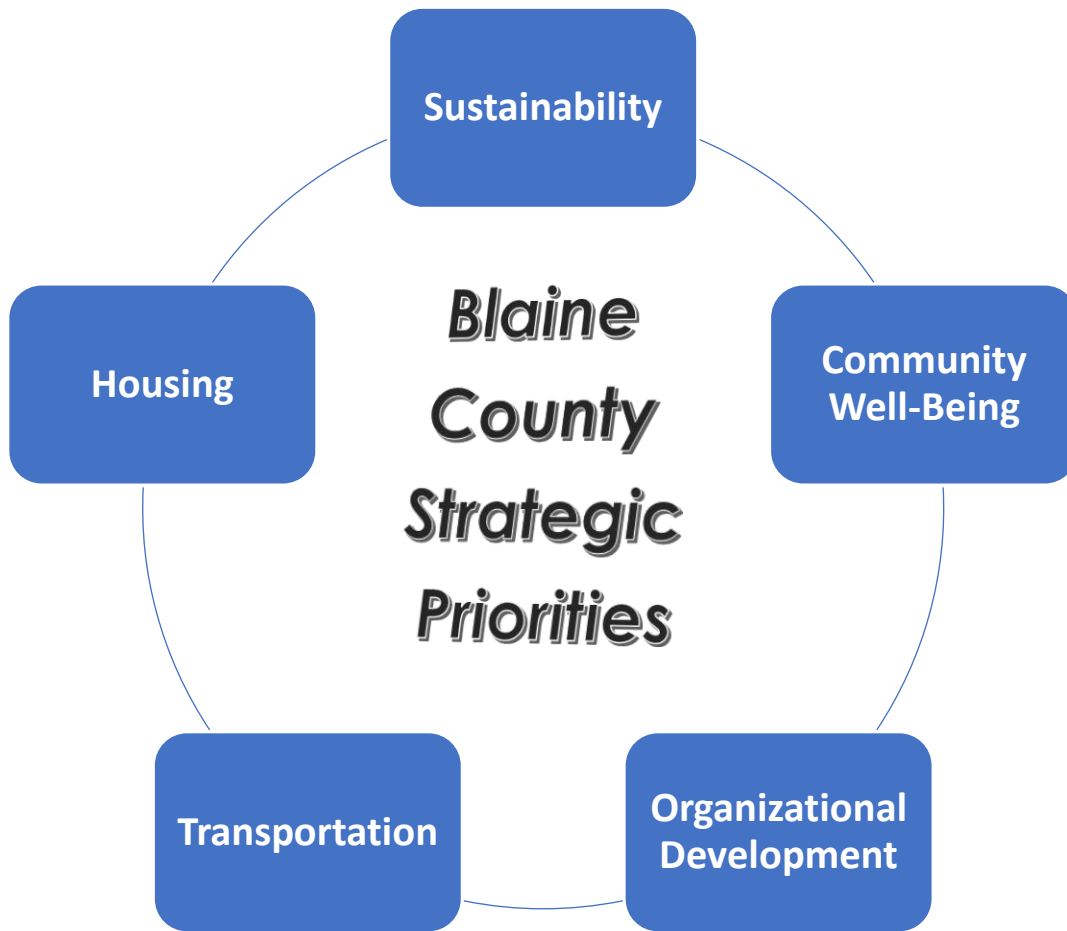 Sustainability
Community
Well-Being
Organizational
Development
Transportation
Housing
Blaine
County
Strategic
Priorities